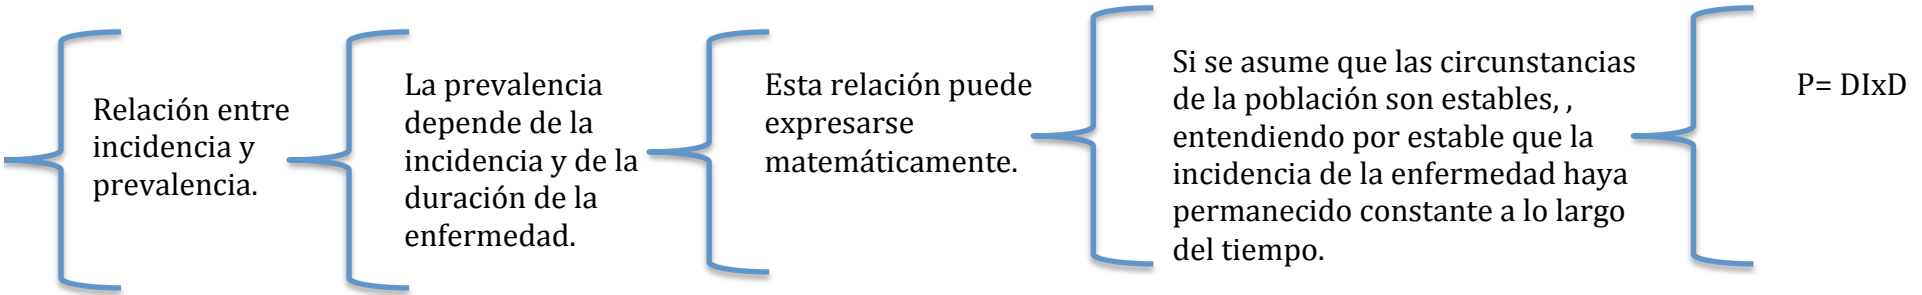 Relación entre
incidencia y
prevalencia.
La prevalencia
depende de la
incidencia y de la
duración de la
enfermedad.
Esta relación puede
expresarse
matemáticamente.
Si se asume que las circunstancias
de la población son estables, ,
entendiendo por estable que la
incidencia de la enfermedad haya
permanecido constante a lo largo
del tiempo.
P= DIxD